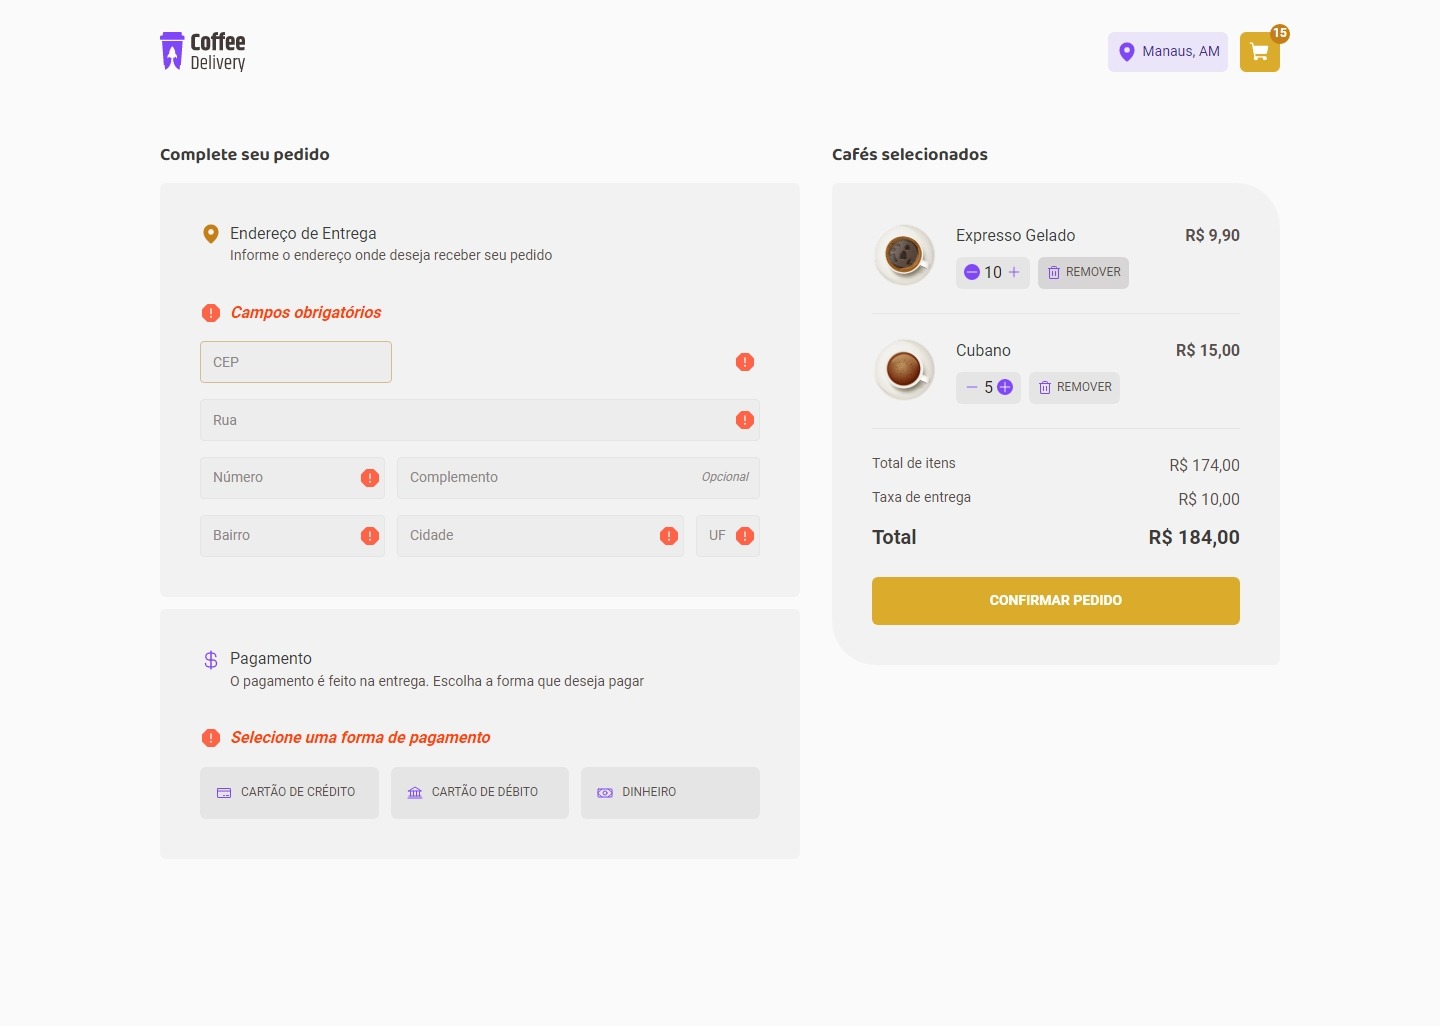 Coffee
Delivery
Manaus, AM
15
Complete seu pedido
Endereço de Entrega
Informe o endereço onde deseja receber seu pedido
Campos obrigatórios
CEP
Rua
Número
Complemento
Opcional
Bairro
Cidade
UF
Pagamento
O pagamento é feito na entrega. Escolha a forma que deseja pagar
Selecione uma forma de pagamento
CARTÃO DE CRÉDITO
CARTÃO DE DÉBITO
DINHEIRO
Cafés selecionados
Expresso Gelado
R$ 9,90
10
REMOVER
Cubano
R$ 15,00
5
REMOVER
Total de itens
R$ 174,00
Taxa de entrega
R$ 10,00
Total
R$ 184,00
CONFIRMAR PEDIDO